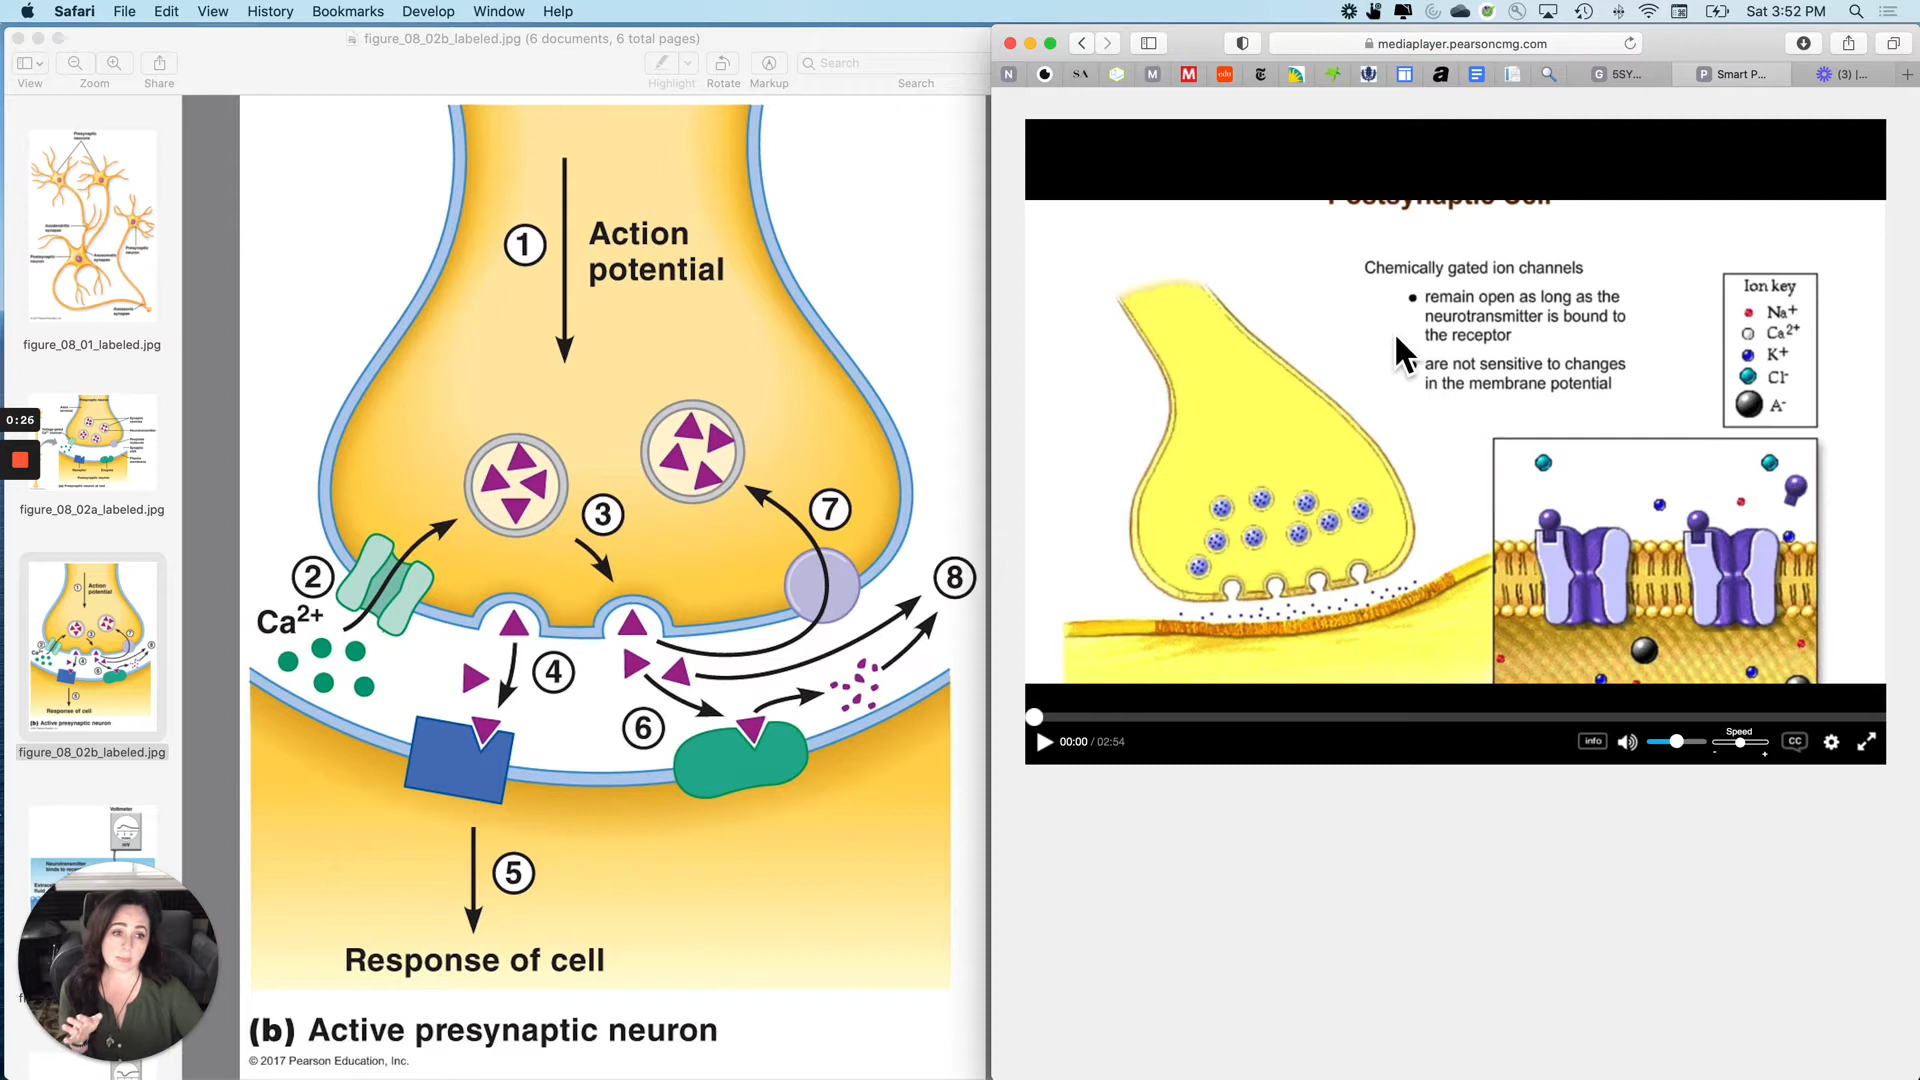 Safari File Edit View History Bookmarks Develop Window Help
Sat 3:52 PM
figure_08_02b_labeled.jpg (6 documents, 6 total pages)
View Zoom Share Highlight Rotate Markup
Search
Search
figure_08_01_labeled.jpg
figure_08_02a_labeled.jpg
figure_08_02b_labeled.jpg
0:26
1
Action
potential
2
Ca2+
3
4
5
6
7
8
Response of cell
(b) Active presynaptic neuron
© 2017 Pearson Education, Inc.
mediaplayer.pearsoncmg.com
5SY...
Smart P...
(3) |...
Postsynaptic Cell
Chemically gated ion channels
• remain open as long as the
neurotransmitter is bound to
the receptor
are not sensitive to changes
in the membrane potential
Ion key
Na+
Ca2+
K+
Cl-
A-
00:00 / 02:54
info
Speed
- +
CC